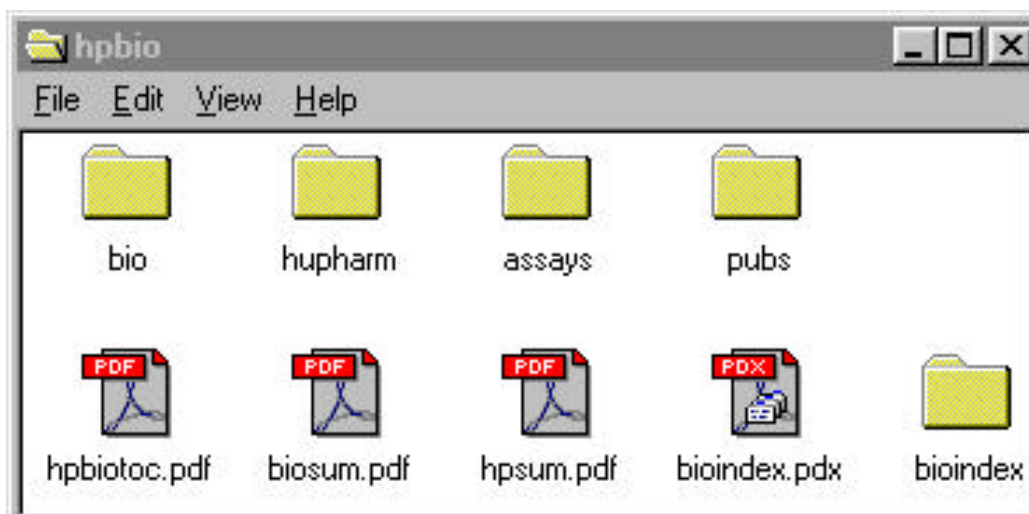 hpbio
File Edit View Help
bio hupharm assays pubs
PDF PDF PDF PDX
hpbiotoc.pdf biosum.pdf hpsum.pdf bioindex.pdx bioindex